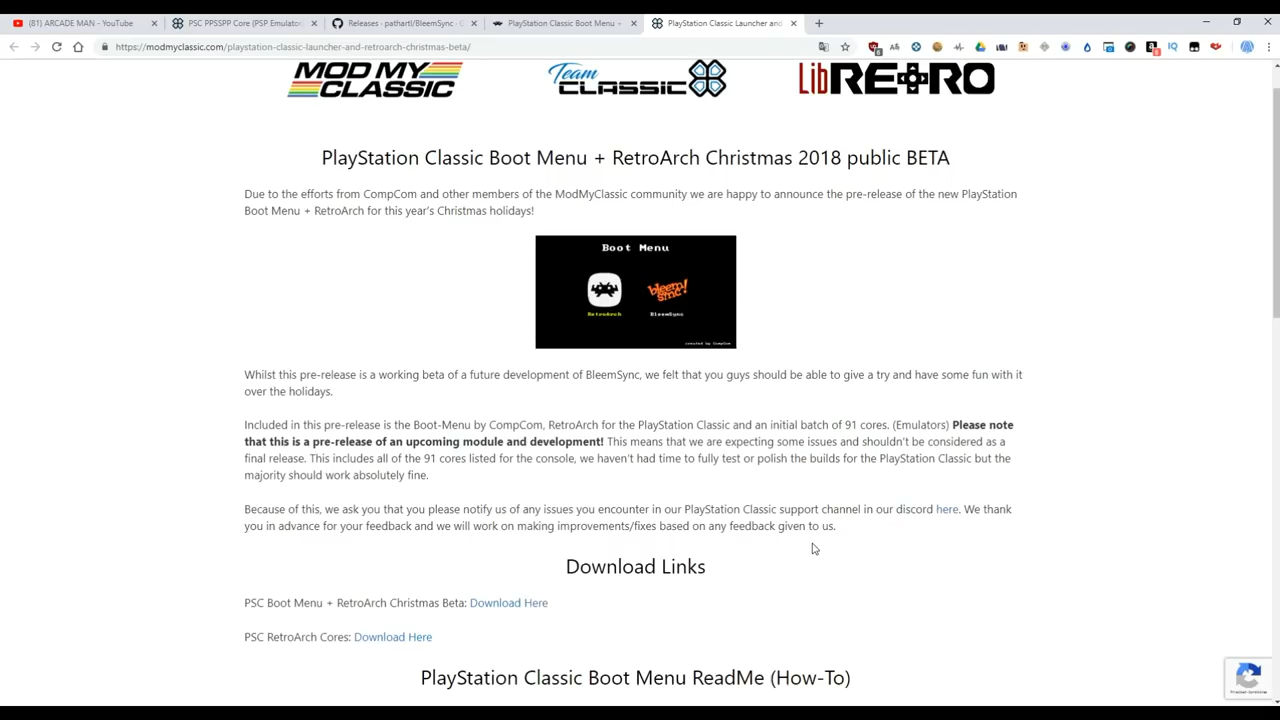 (81) ARCADE MAN - YouTube
PSC PPSSPP Core (PSP Emulator
Releases · pathartl/BleemSync · G
PlayStation Classic Boot Menu +
PlayStation Classic Launcher and
https://modmyclassic.com/playstation-classic-launcher-and-retroarch-christmas-beta/
MOD MY CLASSIC
Team CLASSIC
LibRETRO
PlayStation Classic Boot Menu + RetroArch Christmas 2018 public BETA
Due to the efforts from CompCom and other members of the ModMyClassic community we are happy to announce the pre-release of the new PlayStation
Boot Menu + RetroArch for this year's Christmas holidays!
Boot Menu
bleem! sync
RetroArch
BleemSync
created by CompCom
Whilst this pre-release is a working beta of a future development of BleemSync, we felt that you guys should be able to give a try and have some fun with it
over the holidays.
Included in this pre-release is the Boot-Menu by CompCom, RetroArch for the PlayStation Classic and an initial batch of 91 cores. (Emulators) Please note
that this is a pre-release of an upcoming module and development! This means that we are expecting some issues and shouldn't be considered as a
final release. This includes all of the 91 cores listed for the console, we haven't had time to fully test or polish the builds for the PlayStation Classic but the
majority should work absolutely fine.
Because of this, we ask you that you please notify us of any issues you encounter in our PlayStation Classic support channel in our discord here. We thank
you in advance for your feedback and we will work on making improvements/fixes based on any feedback given to us.
Download Links
PSC Boot Menu + RetroArch Christmas Beta: Download Here
PSC RetroArch Cores: Download Here
PlayStation Classic Boot Menu ReadMe (How-To)